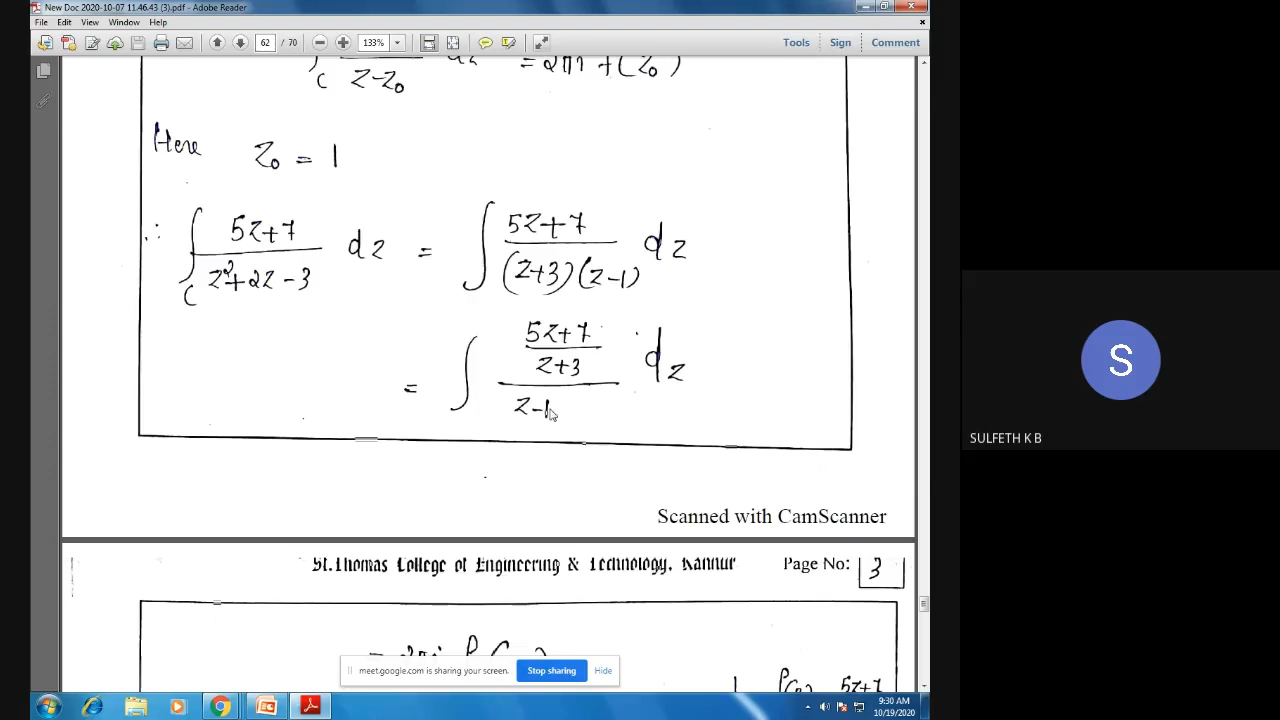 New Doc 2020-10-07 11.46.43 (3).pdf - Adobe Reader
File Edit View Window Help
62 / 70 133% Tools Sign Comment
∫C z-z₀ dz = 2πi f(z₀)
Here z₀ = 1
∴ ∫C (5z+7)/(z²+2z-3) dz = ∫ (5z+7)/((z+3)(z-1)) dz
= ∫ ((5z+7)/(z+3))/(z-1) dz
Scanned with CamScanner
St.Thomas College of Engineering & Technology, Kannur Page No: 3
5z+7
meet.google.com is sharing your screen. Stop sharing Hide
S
SULFETH K B
9:30 AM
10/19/2020